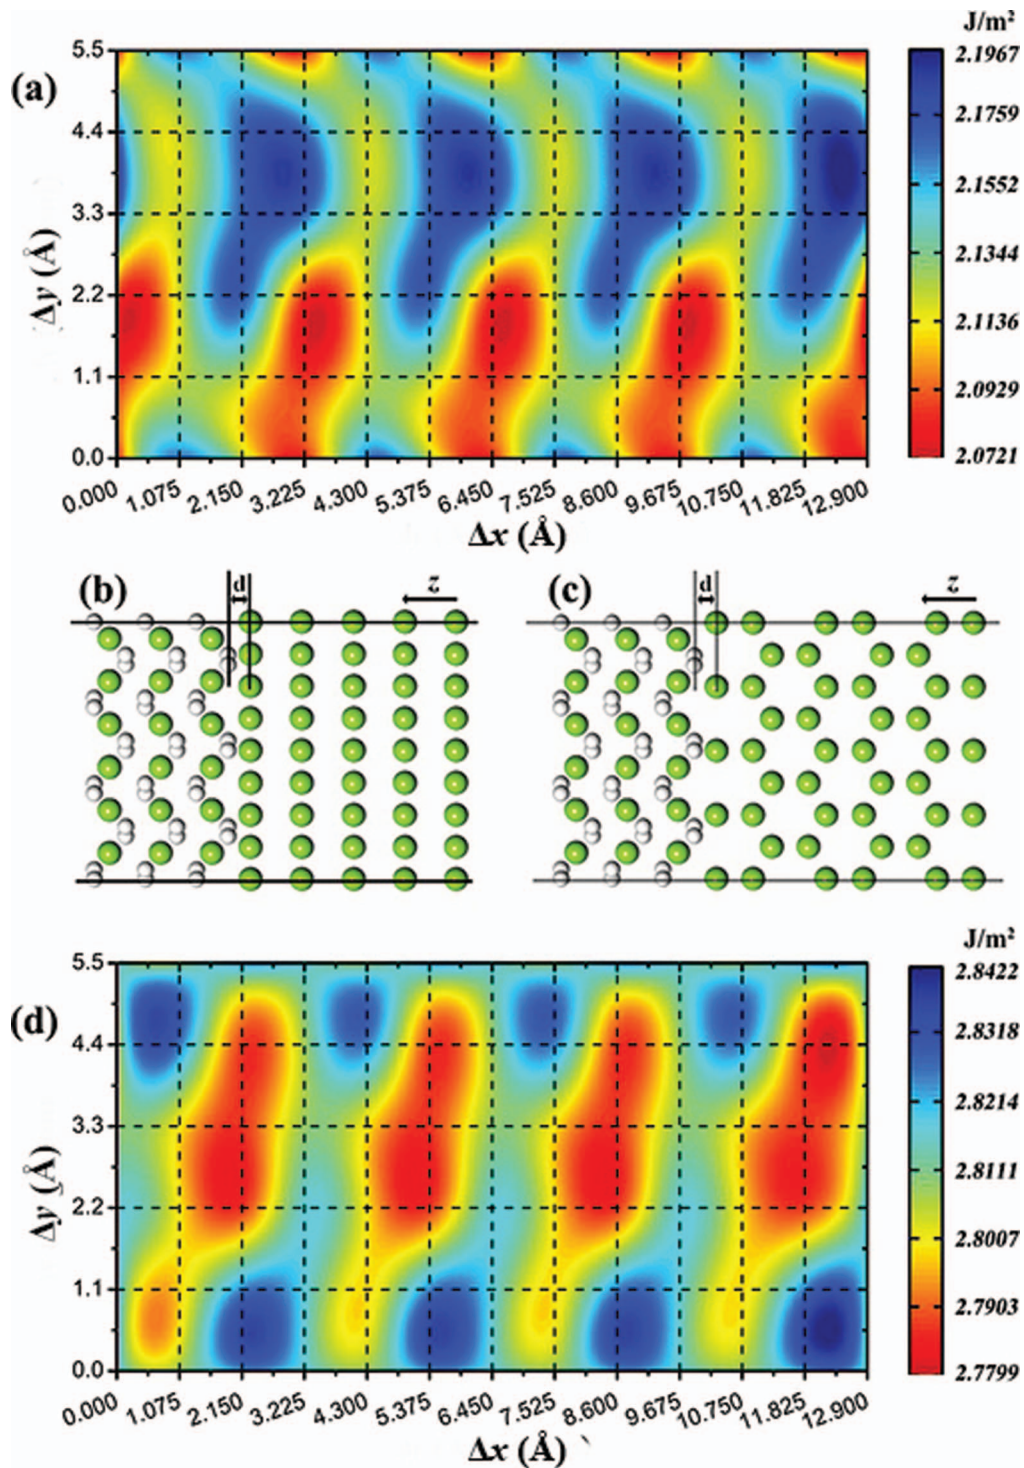 J/m²
(a)
5.5
4.4
3.3
2.2
1.1
0.0
Δy (Å)
2.1967
2.1759
2.1552
2.1344
2.1136
2.0929
2.0721
0.000 1.075 2.150 3.225 4.300 5.375 6.450 7.525 8.600 9.675 10.750 11.825 12.900
Δx (Å)
(b) d z
(c) d z
J/m²
(d)
5.5
4.4
3.3
2.2
1.1
0.0
Δy (Å)
2.8422
2.8318
2.8214
2.8111
2.8007
2.7903
2.7799
0.000 1.075 2.150 3.225 4.300 5.375 6.450 7.525 8.600 9.675 10.750 11.825 12.900
Δx (Å)